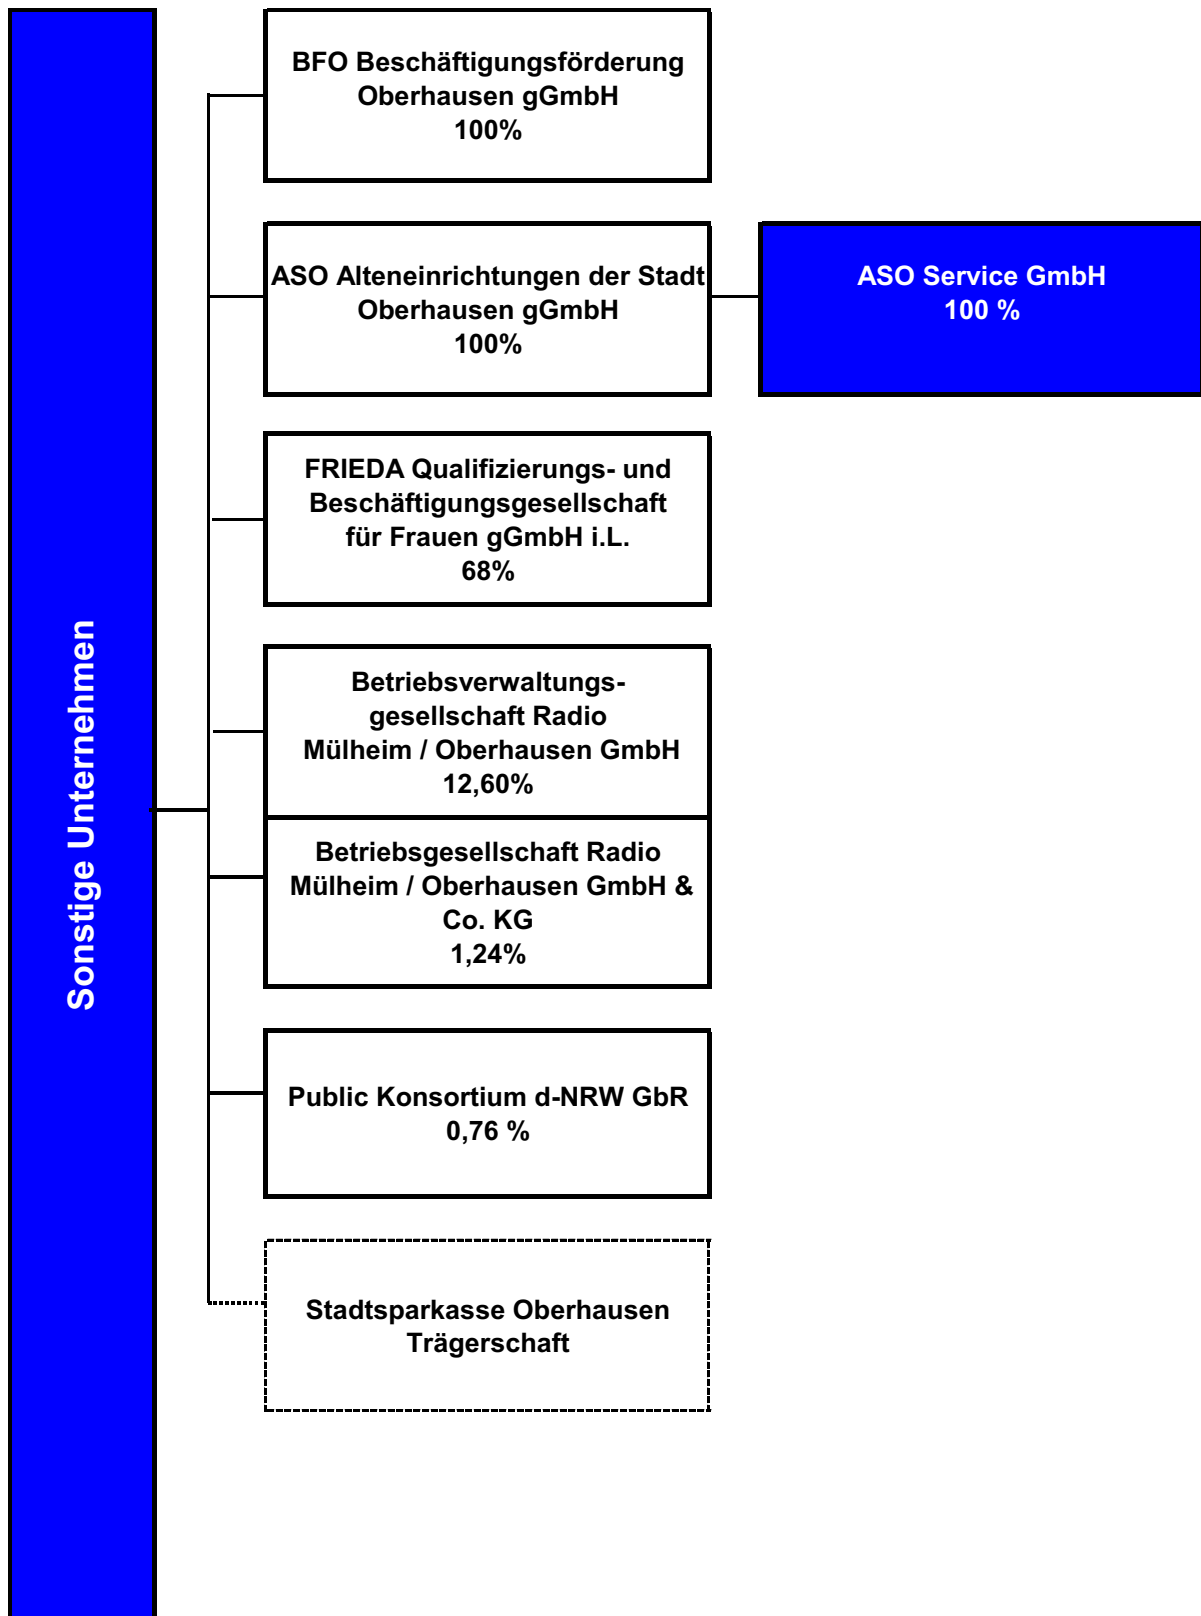 Sonstige Unternehmen
BFO Beschäftigungsförderung
Oberhausen gGmbH
100%
ASO Alteneinrichtungen der Stadt
Oberhausen gGmbH
100%
ASO Service GmbH
100 %
FRIEDA Qualifizierungs- und
Beschäftigungsgesellschaft
für Frauen gGmbH i.L.
68%
Betriebsverwaltungs-
gesellschaft Radio
Mülheim / Oberhausen GmbH
12,60%
Betriebsgesellschaft Radio
Mülheim / Oberhausen GmbH &
Co. KG
1,24%
Public Konsortium d-NRW GbR
0,76 %
Stadtsparkasse Oberhausen
Trägerschaft